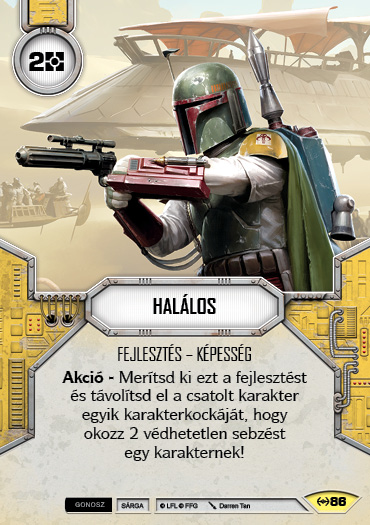 2
HALÁLOS
FEJLESZTÉS – KÉPESSÉG
Akció - Merítsd ki ezt a fejlesztést
és távolítsd el a csatolt karakter
egyik karakterkockáját, hogy
okozz 2 védhetetlen sebzést
egy karakternek!
GONOSZ SÁRGA © LFL © FFG Darren Tan 86